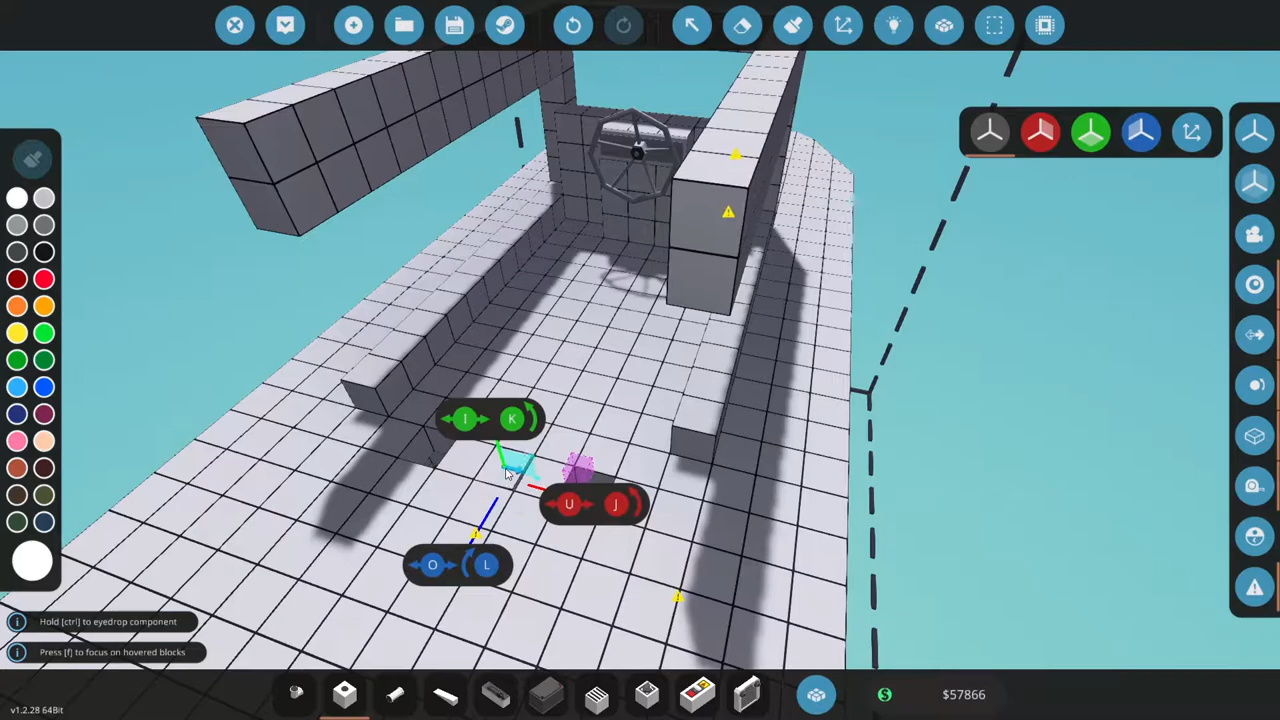 I K
U J
O L
Hold [ctrl] to eyedrop component
Press [f] to focus on hovered blocks
v1.2.28 64Bit
$ $57866